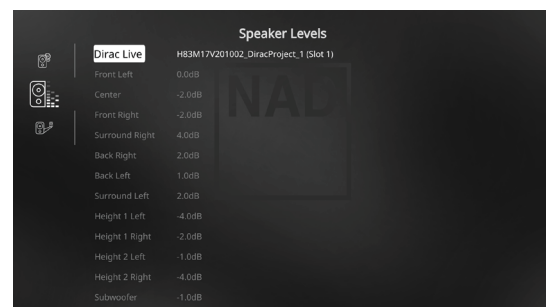 Speaker Levels
Dirac Live H83M17V201002_DiracProject_1 (Slot 1)
Front Left 0.0dB
Center -2.0dB
Front Right -2.0dB
Surround Right 4.0dB
Back Right 2.0dB
Back Left 1.0dB
Surround Left 2.0dB
Height 1 Left -4.0dB
Height 1 Right -2.0dB
Height 2 Left -1.0dB
Height 2 Right -4.0dB
Subwoofer -1.0dB
NAD